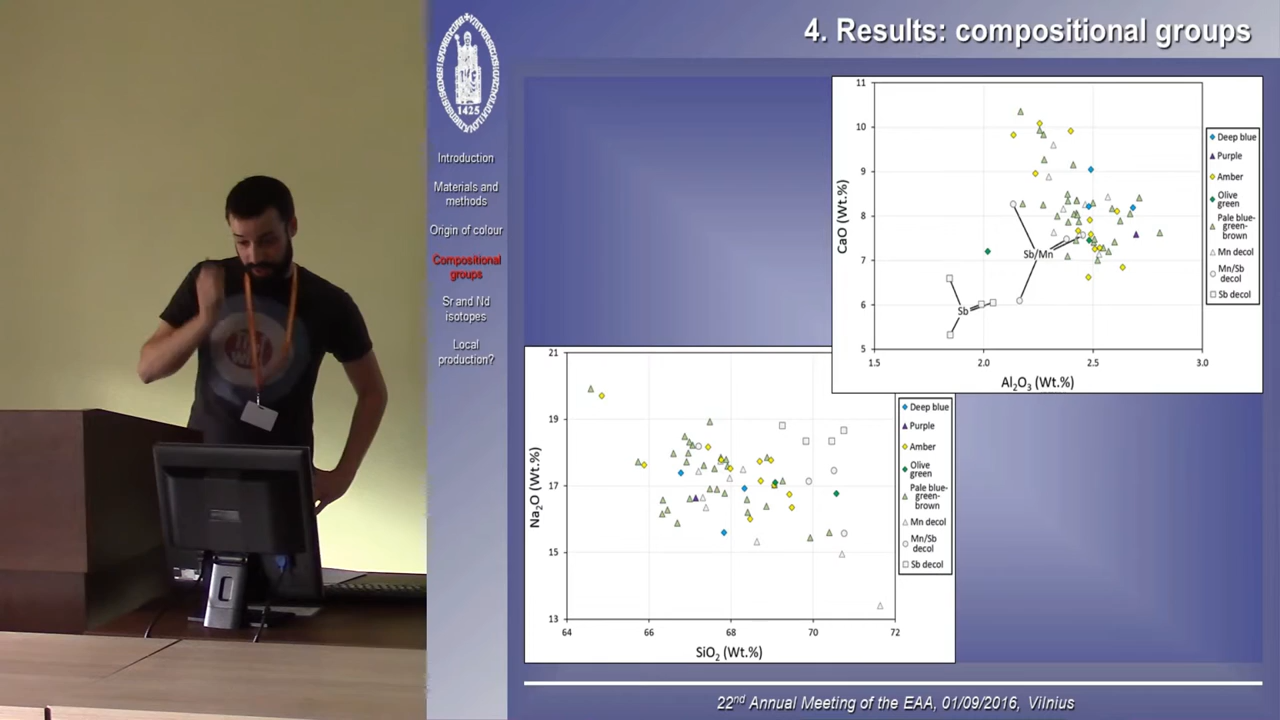 4. Results: compositional groups
1425
Introduction
Materials and
methods
Origin of colour
Compositional
groups
Sr and Nd
isotopes
Local
production?
11
10
9
8
7
6
5
CaO (Wt.%)
1.5
2.0
2.5
3.0
Al₂O₃ (Wt.%)
Sb/Mn
Sb
Deep blue
Purple
Amber
Olive
green
Pale blue-
green-
brown
Mn decol
Mn/Sb
decol
Sb decol
21
19
17
15
13
Na₂O (Wt.%)
64
66
68
70
72
SiO₂ (Wt.%)
Deep blue
Purple
Amber
Olive
green
Pale blue-
green-
brown
Mn decol
Mn/Sb
decol
Sb decol
22nd Annual Meeting of the EAA, 01/09/2016, Vilnius